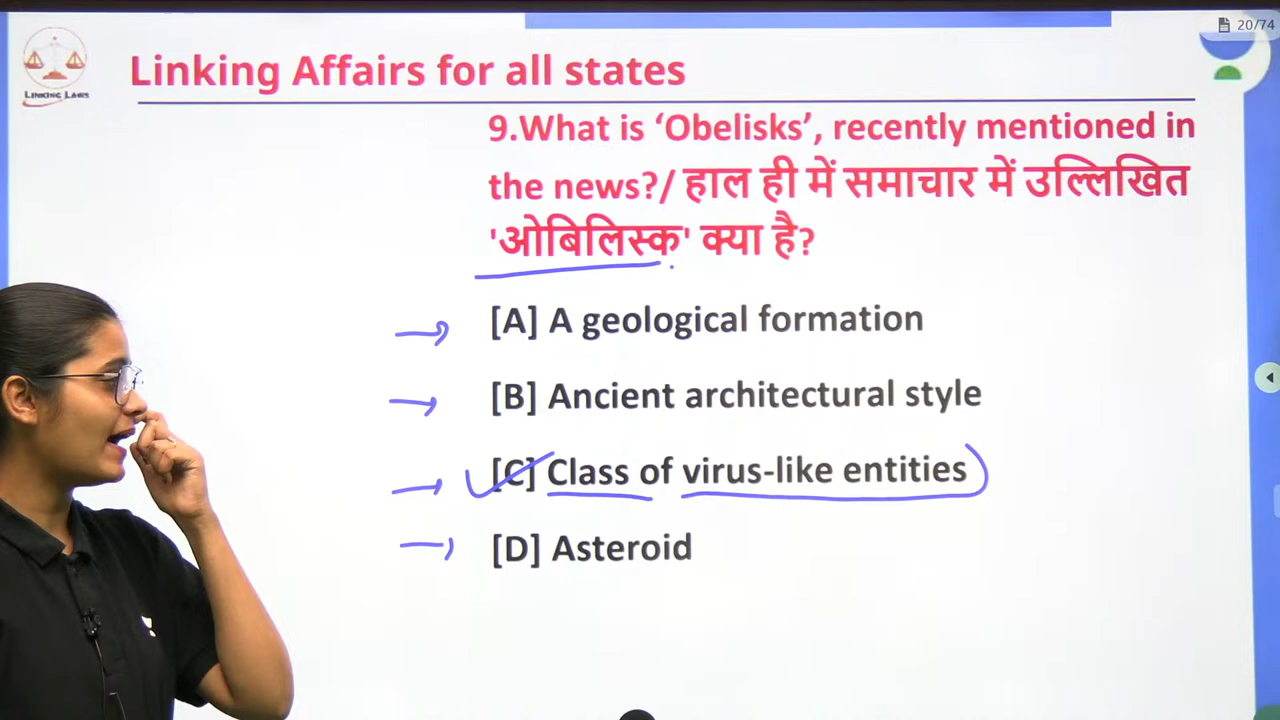 20/74
LINKING LAWS
Linking Affairs for all states
9.What is ‘Obelisks’, recently mentioned in
the news?/ हाल ही में समाचार में उल्लिखित
'ओबिलिस्क' क्या है?
[A] A geological formation
[B] Ancient architectural style
[C] Class of virus-like entities
[D] Asteroid